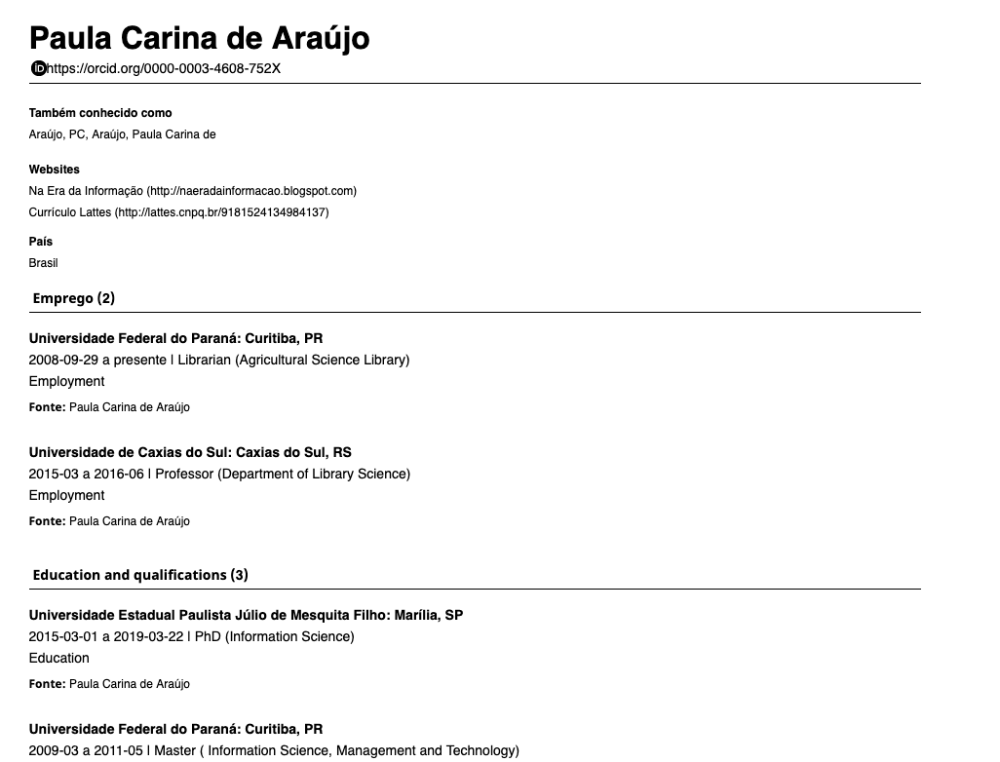 Paula Carina de Araújo
iD https://orcid.org/0000-0003-4608-752X
Também conhecido como
Araújo, PC, Araújo, Paula Carina de
Websites
Na Era da Informação (http://naeradainformacao.blogspot.com)
Currículo Lattes (http://lattes.cnpq.br/9181524134984137)
País
Brasil
Emprego (2)
Universidade Federal do Paraná: Curitiba, PR
2008-09-29 a presente | Librarian (Agricultural Science Library)
Employment
Fonte: Paula Carina de Araújo
Universidade de Caxias do Sul: Caxias do Sul, RS
2015-03 a 2016-06 | Professor (Department of Library Science)
Employment
Fonte: Paula Carina de Araújo
Education and qualifications (3)
Universidade Estadual Paulista Júlio de Mesquita Filho: Marília, SP
2015-03-01 a 2019-03-22 | PhD (Information Science)
Education
Fonte: Paula Carina de Araújo
Universidade Federal do Paraná: Curitiba, PR
2009-03 a 2011-05 | Master ( Information Science, Management and Technology)